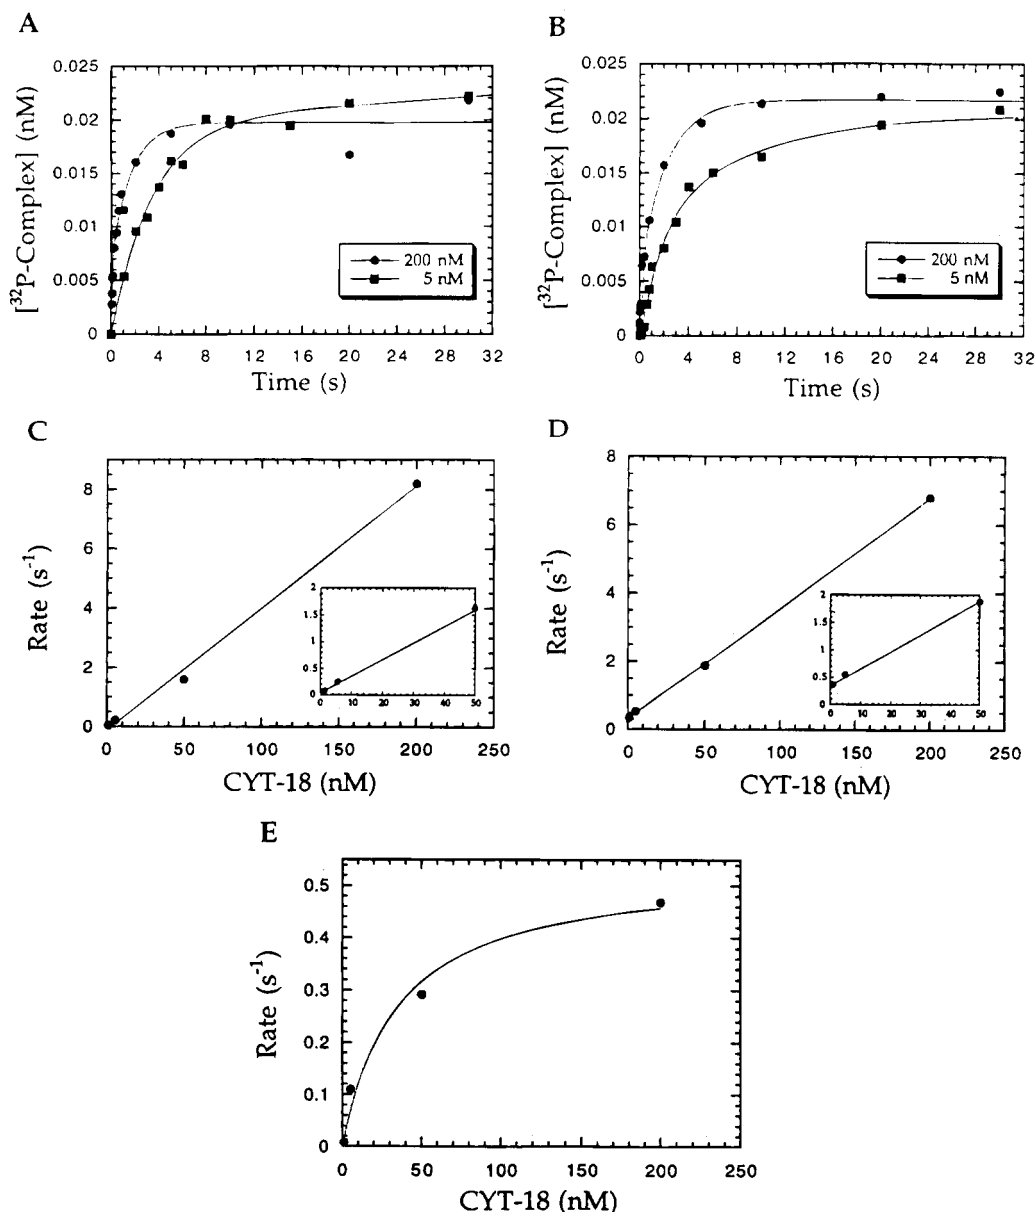 A
[³²P-Complex] (nM)
0.025
0.02
0.015
0.01
0.005
0
200 nM
5 nM
0 4 8 12 16 20 24 28 32
Time (s)
B
[³²P-Complex] (nM)
0.025
0.02
0.015
0.01
0.005
0
200 nM
5 nM
0 4 8 12 16 20 24 28 32
Time (s)
C
Rate (s⁻¹)
8
6
4
2
0
2
1.5
1
0.5
0
0 10 20 30 40 50
0 50 100 150 200 250
CYT-18 (nM)
D
Rate (s⁻¹)
8
6
4
2
0
2
1.5
1
0.5
0
0 10 20 30 40 50
0 50 100 150 200 250
CYT-18 (nM)
E
Rate (s⁻¹)
0.5
0.4
0.3
0.2
0.1
0
0 50 100 150 200 250
CYT-18 (nM)